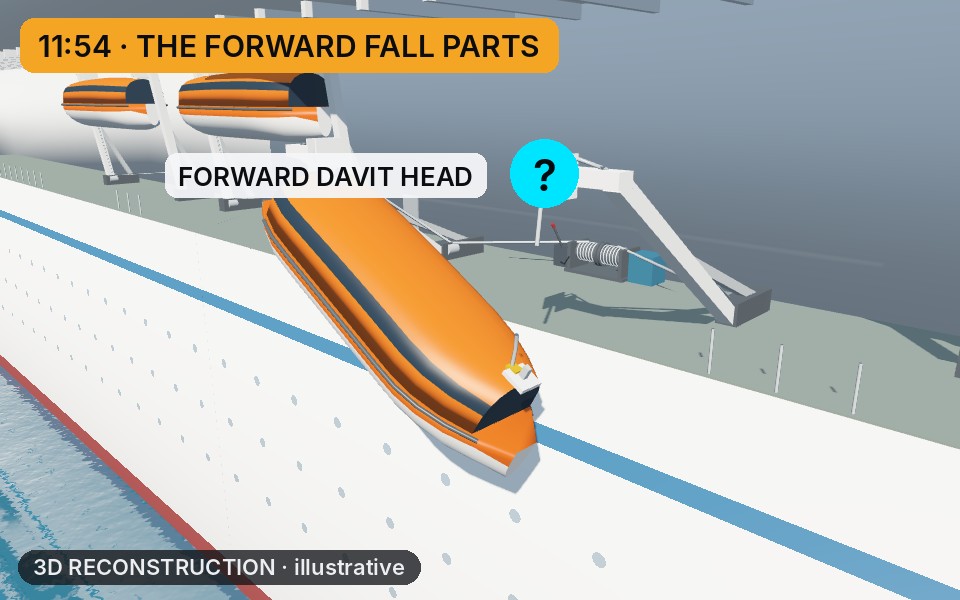 11:54 · THE FORWARD FALL PARTS
FORWARD DAVIT HEAD
?
3D RECONSTRUCTION · illustrative